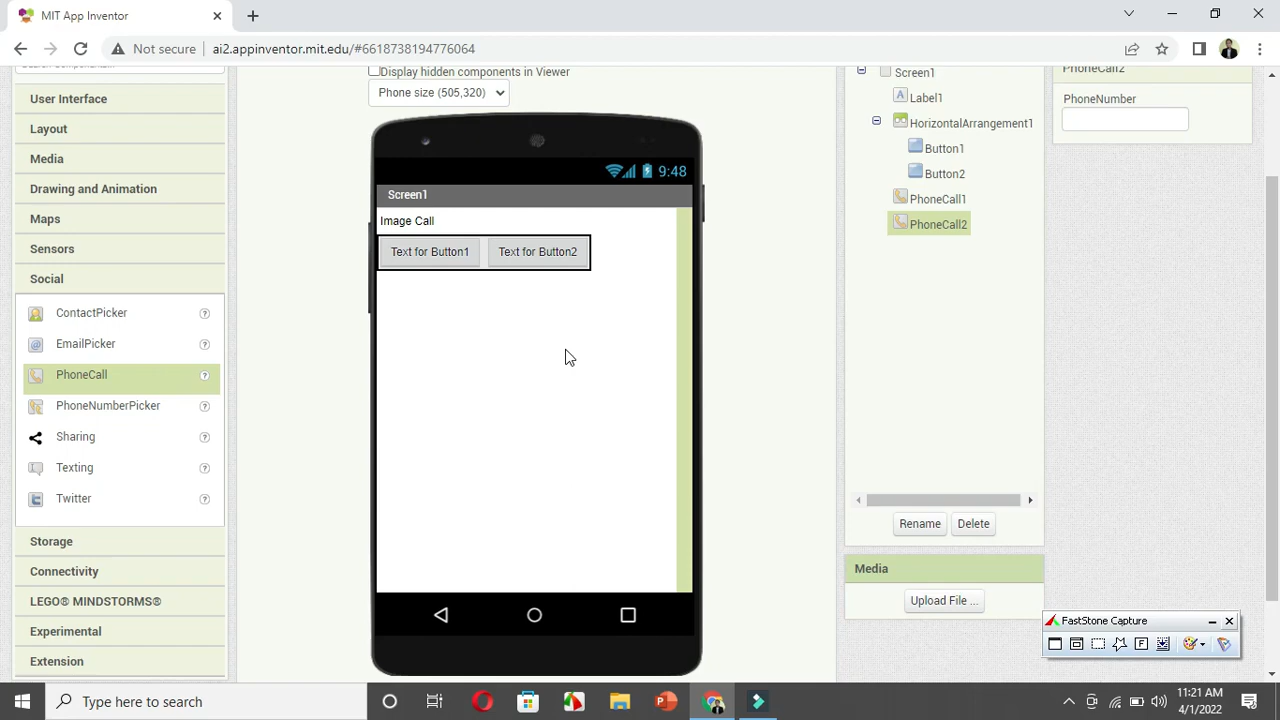 MIT App Inventor
Not secure
ai2.appinventor.mit.edu/#6618738194776064
User Interface
Layout
Media
Drawing and Animation
Maps
Sensors
Social
ContactPicker
EmailPicker
PhoneCall
PhoneNumberPicker
Sharing
Texting
Twitter
Storage
Connectivity
LEGO® MINDSTORMS®
Experimental
Extension
Display hidden components in Viewer
Phone size (505,320)
9:48
Screen1
Image Call
Text for Button1
Text for Button2
Screen1
Label1
HorizontalArrangement1
Button1
Button2
PhoneCall1
PhoneCall2
Rename
Delete
Media
Upload File ...
PhoneCall2
PhoneNumber
FastStone Capture
Type here to search
11:21 AM
4/1/2022